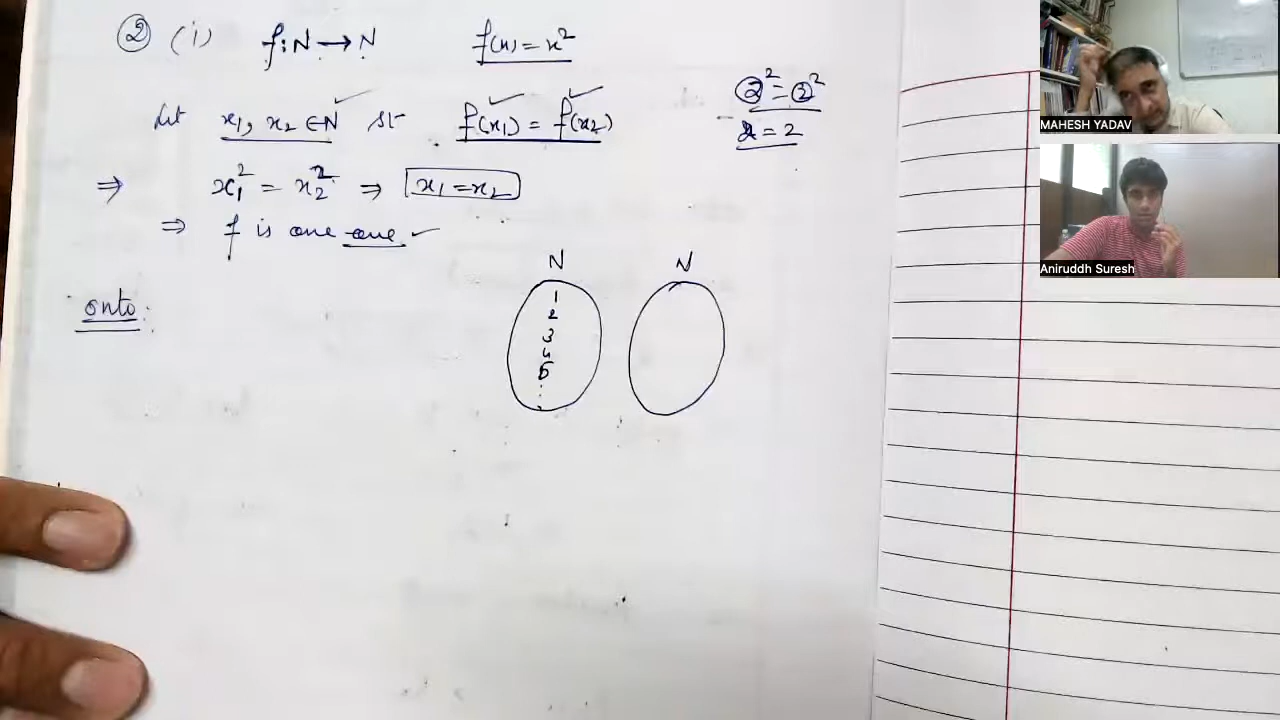 ② (i) f:N → N f(x) = x²
Let x₁, x₂ ∈ N st f(x₁) = f(x₂)
②² = ②²
2 = 2
⇒ x₁² = x₂² ⇒ x₁ = x₂
⇒ f is one one ✓
onto:
N N
1
2
3
4
5
⋮
MAHESH YADAV
Aniruddh Suresh